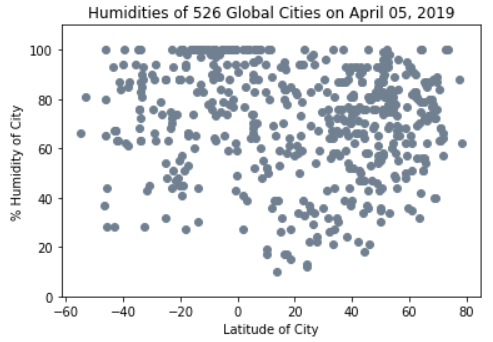 Humidities of 526 Global Cities on April 05, 2019
100
80
60
40
20
0
% Humidity of City
−60 −40 −20 0 20 40 60 80
Latitude of City